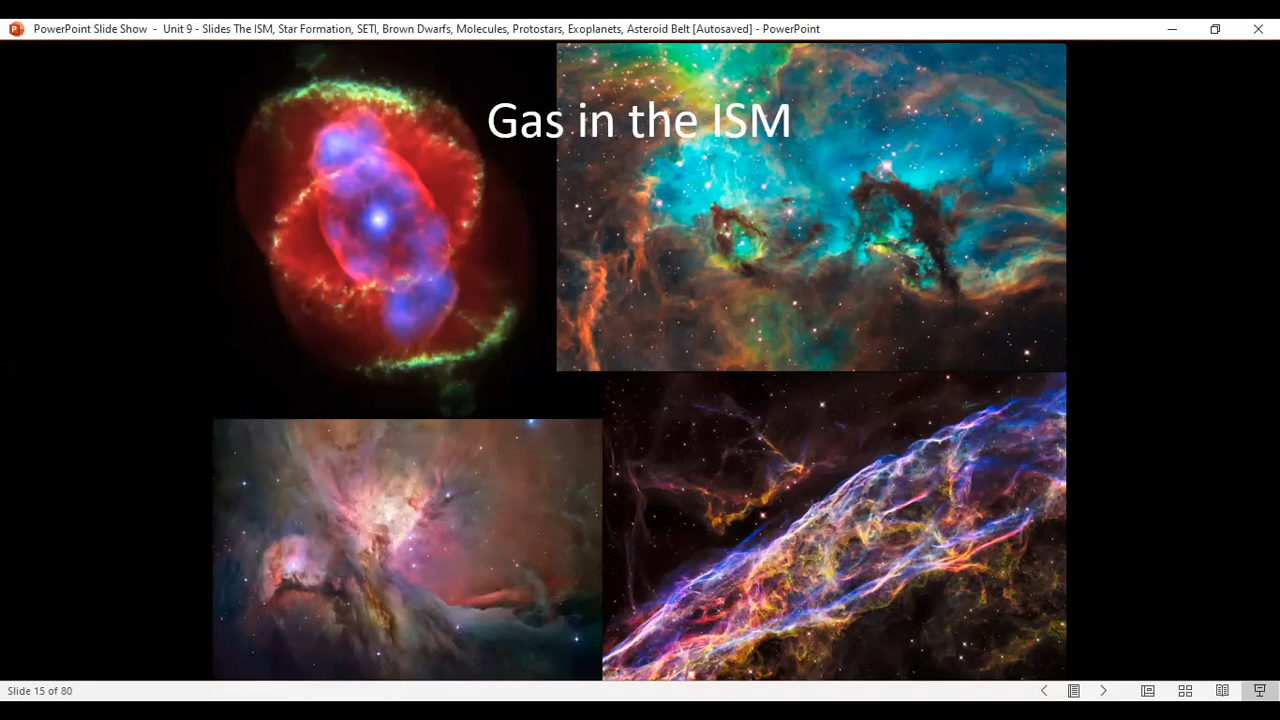 PowerPoint Slide Show - Unit 9 - Slides The ISM, Star Formation, SETI, Brown Dwarfs, Molecules, Protostars, Exoplanets, Asteroid Belt [Autosaved] - PowerPoint
Gas in the ISM
Slide 15 of 80